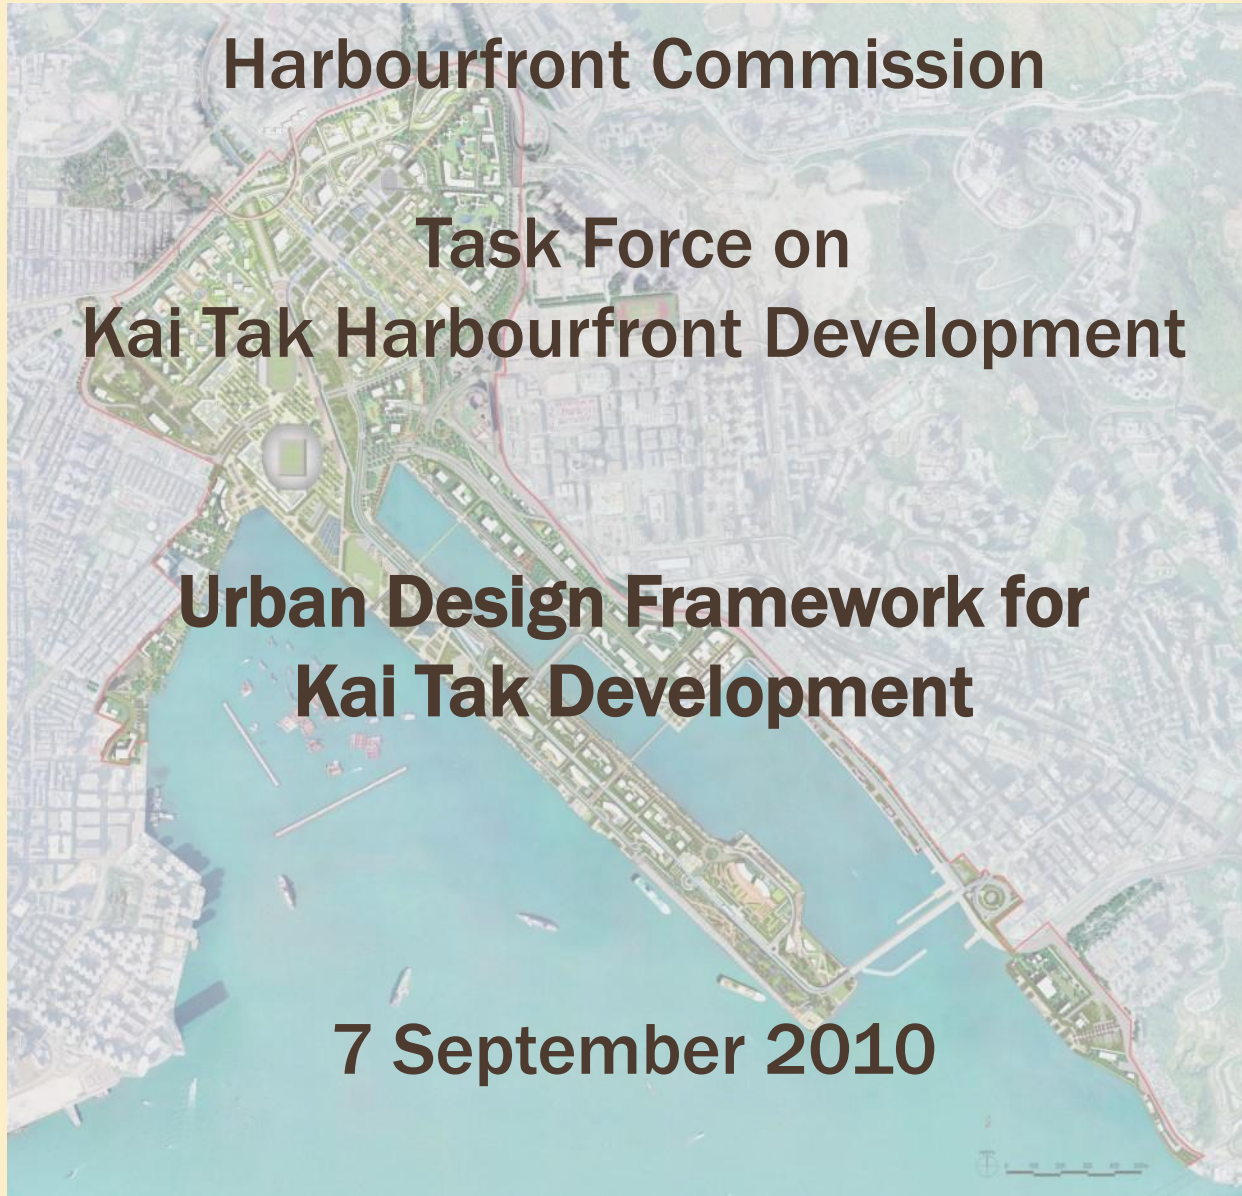 Harbourfront Commission
Task Force on
Kai Tak Harbourfront Development
Urban Design Framework for
Kai Tak Development
7 September 2010